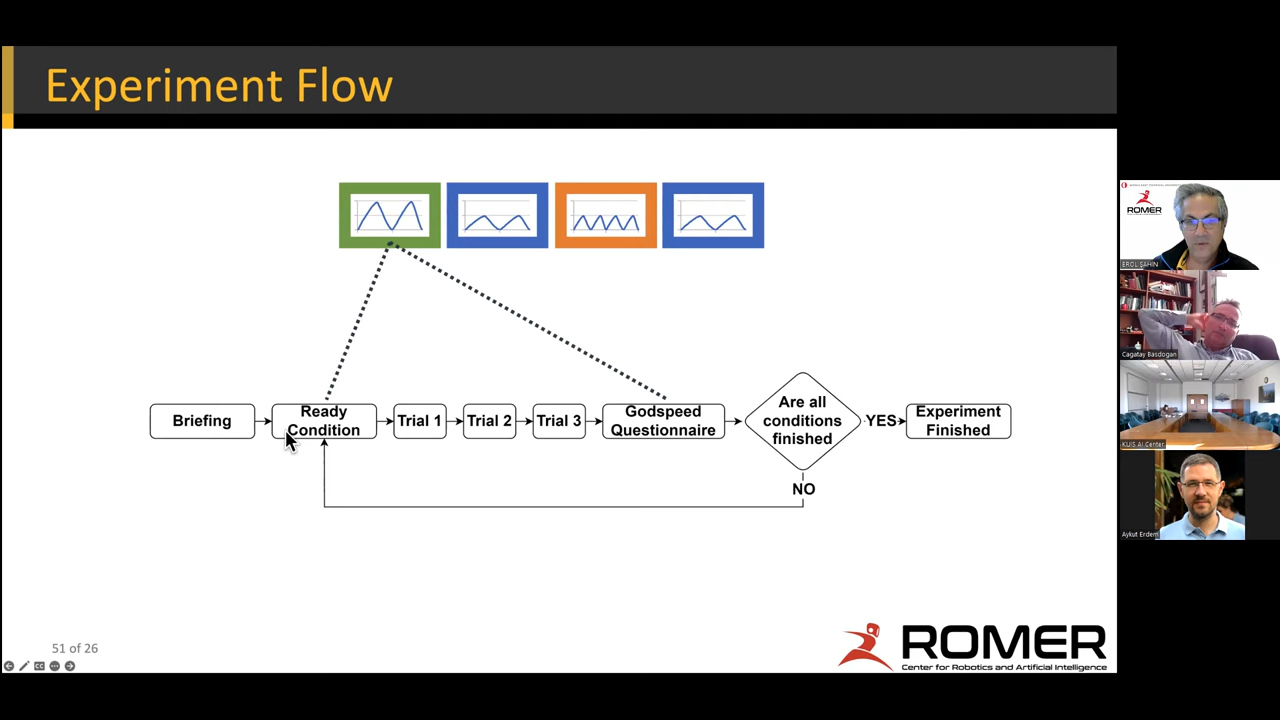 Experiment Flow
Briefing
Ready
Condition
Trial 1
Trial 2
Trial 3
Godspeed
Questionnaire
Are all
conditions
finished
YES
Experiment
Finished
NO
51 of 26
ROMER
Center for Robotics and Artificial Intelligence
ROMER
EROL ŞAHİN
Cagatay Basdogan
KUIS AI Center
Aykut Erdem